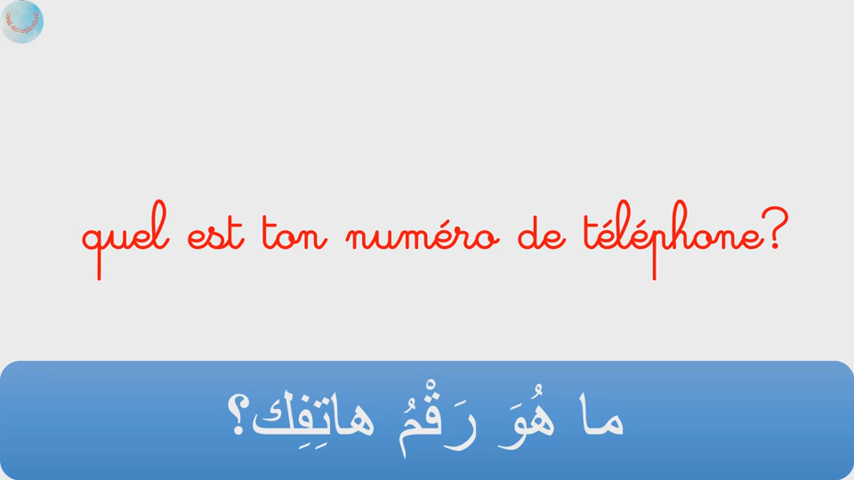 quel est ton numéro de téléphone?
ما هُوَ رَقْمُ هاتِفِك؟